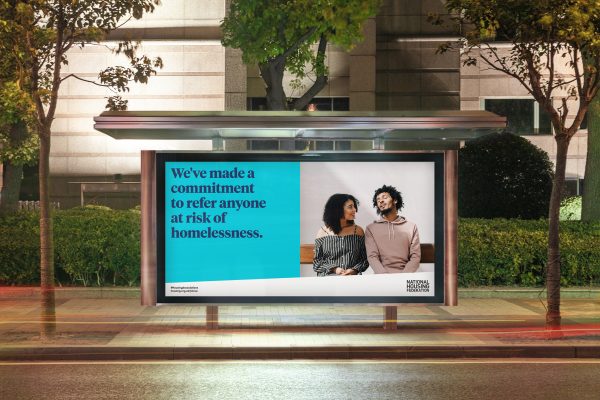 We've made a
commitment
to refer anyone
at risk of
homelessness.
NATIONAL
HOUSING
FEDERATION